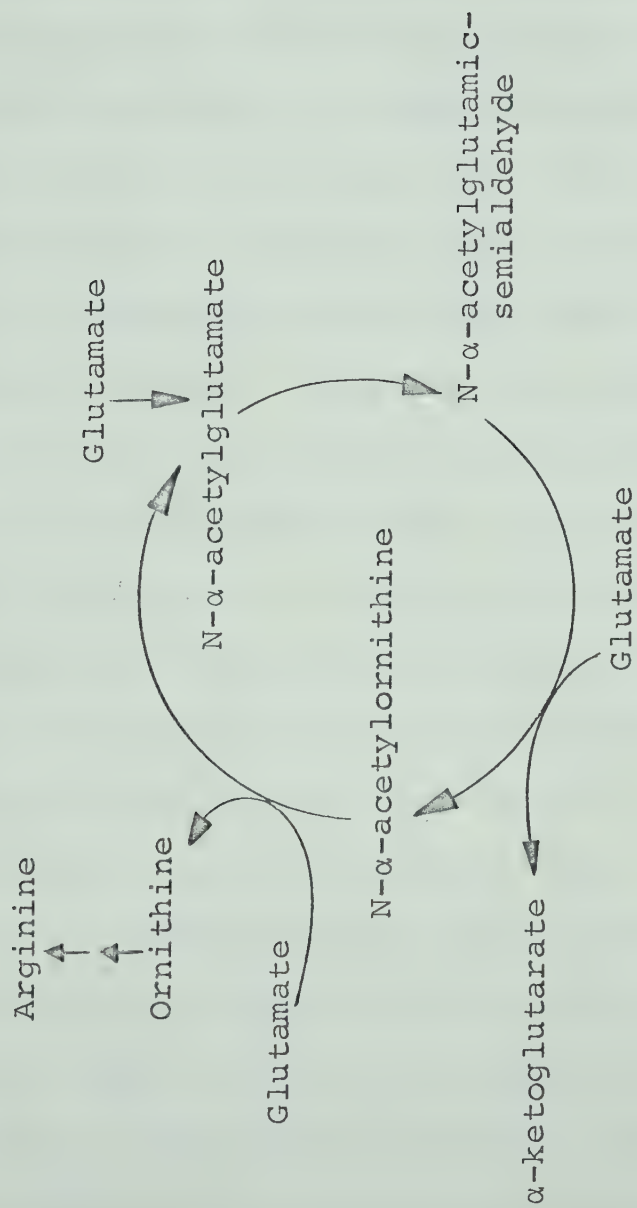 Glutamate
N-α-acetylglutamate
N-α-acetylglutamic-
semialdehyde
Glutamate
α-ketoglutarate
N-α-acetylornithine
Glutamate
Ornithine
Arginine